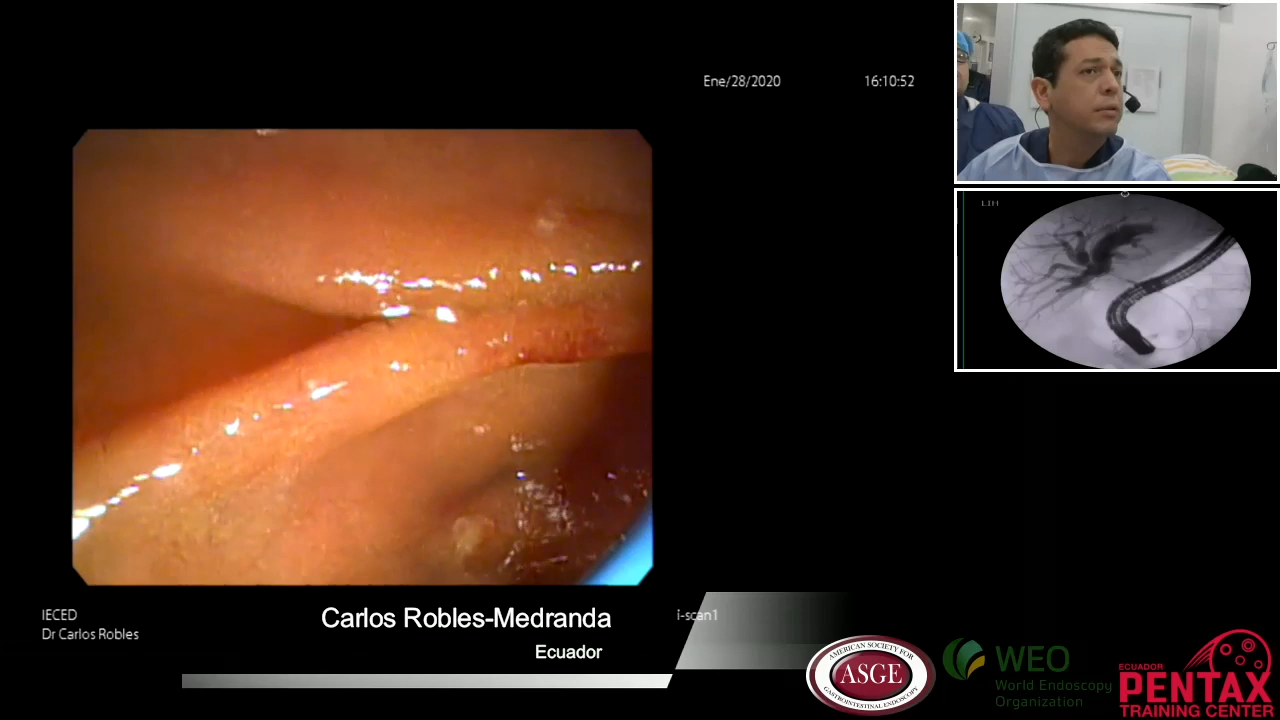 Ene/28/2020 16:10:52
LIH
IECED
Dr Carlos Robles
Carlos Robles-Medranda
Ecuador
i-scan1
AMERICAN SOCIETY FOR
ASGE
GASTROINTESTINAL ENDOSCOPY
WEO
World Endoscopy
Organization
ECUADOR
PENTAX
TRAINING CENTER